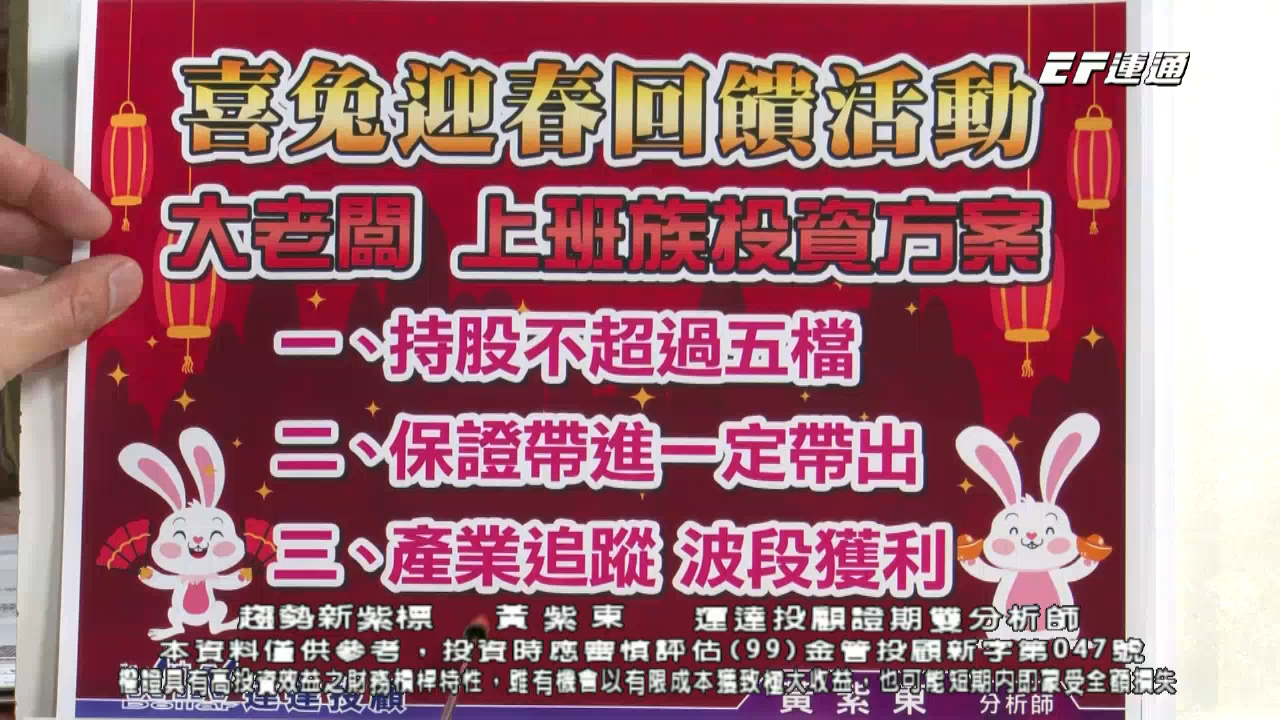 EF運通
喜兔迎春回饋活動
大老闆 上班族投資方案
一、持股不超過五檔
二、保證帶進一定帶出
三、產業追蹤 波段獲利
趨勢新紫標 黃紫東 運達投顧證期雙分析師
本資料僅供參考，投資時應審慎評估(99)金管投顧新字第047號
權證具有高投資效益之財務槓桿特性，雖有機會以有限成本獲致極大收益，也可能短期內即蒙受全額損失
運達投顧 黃紫東 分析師